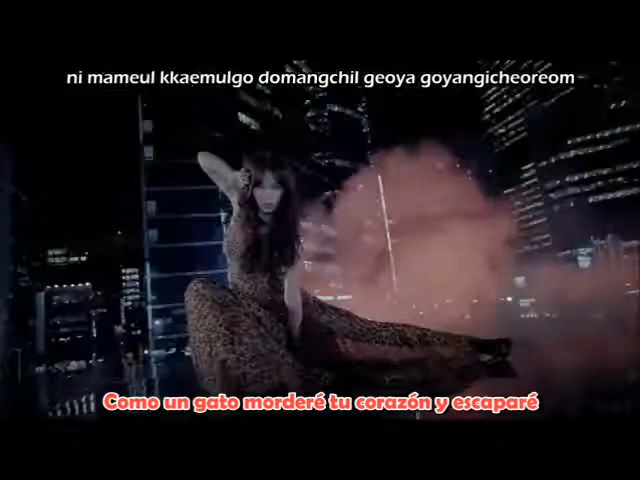 ni mameul kkaemulgo domangchil geoya goyangicheoreom
Como un gato morderé tu corazón y escaparé